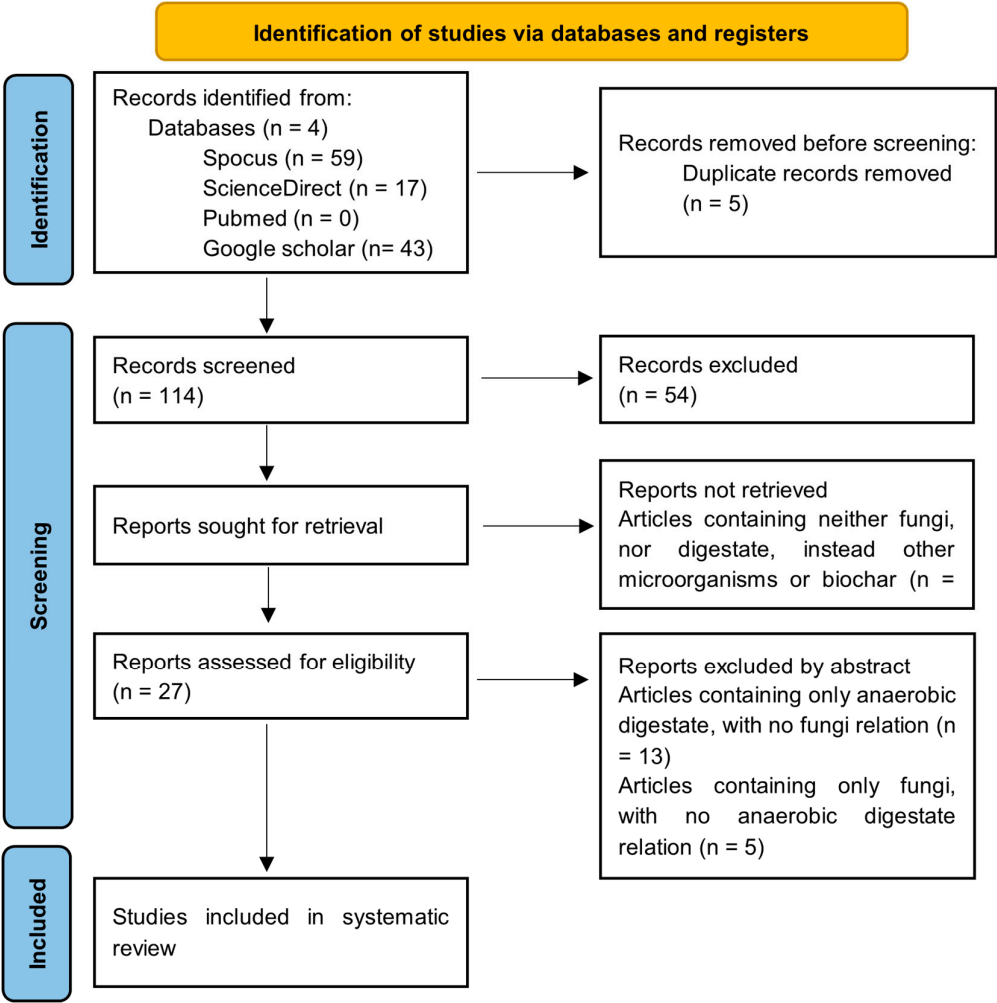 Identification of studies via databases and registers
Identification
Records identified from:
Databases (n = 4)
Spocus (n = 59)
ScienceDirect (n = 17)
Pubmed (n = 0)
Google scholar (n= 43)
Records removed before screening:
Duplicate records removed
(n = 5)
Screening
Records screened
(n = 114)
Records excluded
(n = 54)
Reports sought for retrieval
Reports not retrieved
Articles containing neither fungi,
nor digestate, instead other
microorganisms or biochar (n =
Reports assessed for eligibility
(n = 27)
Reports excluded by abstract
Articles containing only anaerobic
digestate, with no fungi relation (n
= 13)
Articles containing only fungi,
with no anaerobic digestate
relation (n = 5)
Included
Studies included in systematic
review